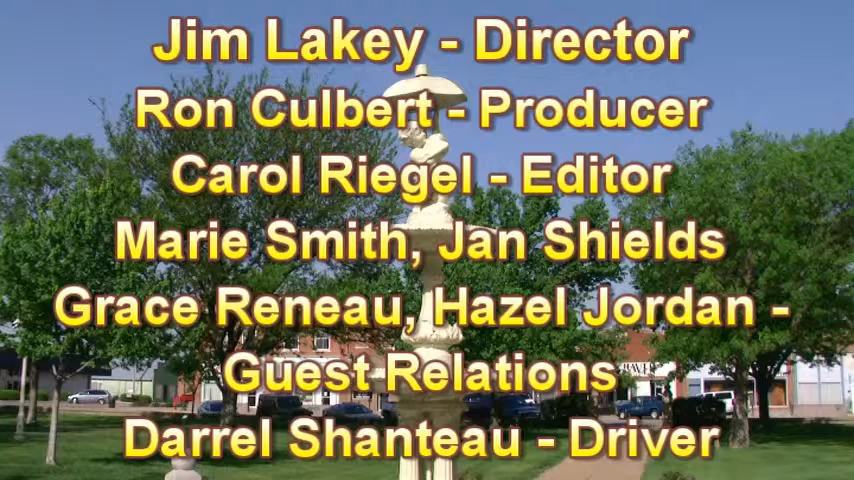 Jim Lakey - Director
Ron Culbert - Producer
Carol Riegel - Editor
Marie Smith, Jan Shields
Grace Reneau, Hazel Jordan -
Guest Relations
Darrel Shanteau - Driver